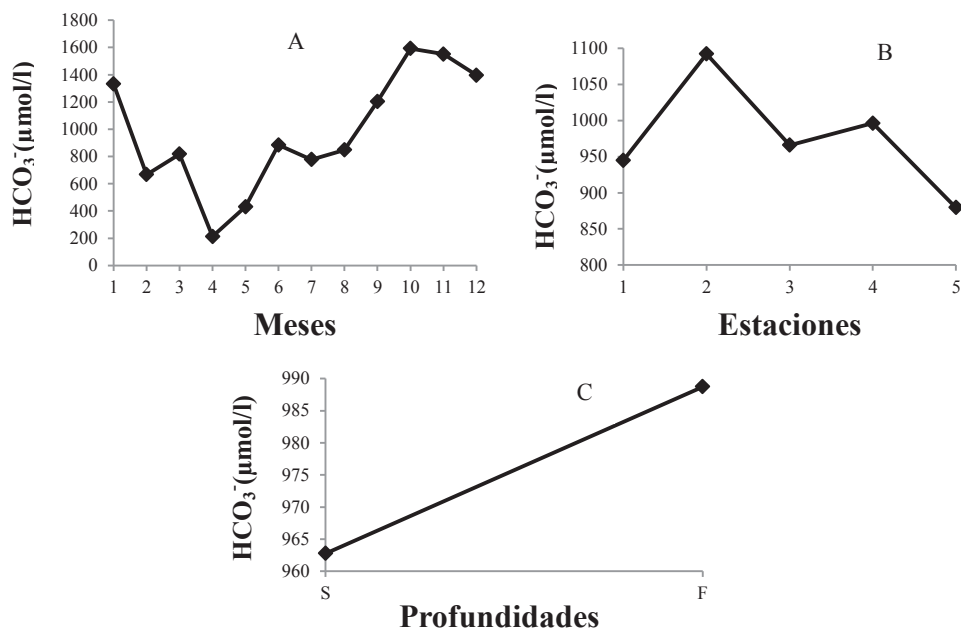 A
HCO₃⁻(µmol/l)
1800
1600
1400
1200
1000
800
600
400
200
0
1 2 3 4 5 6 7 8 9 10 11 12
Meses
B
HCO₃⁻(µmol/l)
1100
1050
1000
950
900
850
800
1 2 3 4 5
Estaciones
C
HCO₃⁻(µmol/l)
990
985
980
975
970
965
960
S F
Profundidades